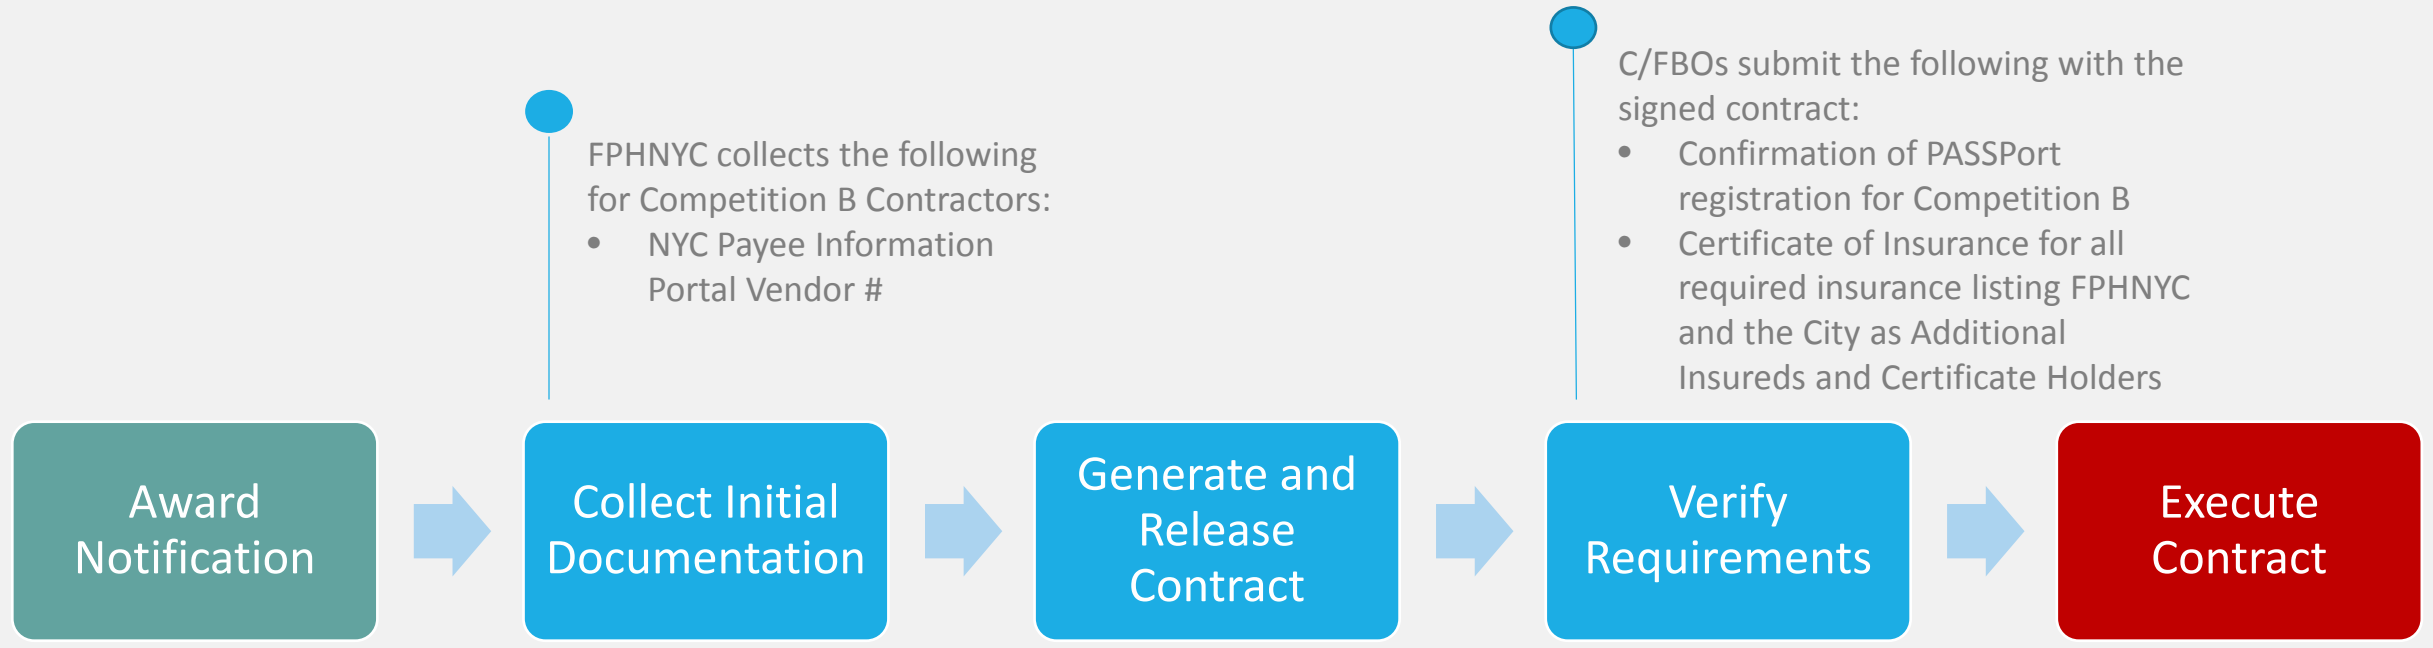 FPHNYC collects the following
for Competition B Contractors:
• NYC Payee Information
Portal Vendor #
C/FBOs submit the following with the
signed contract:
• Confirmation of PASSPort
registration for Competition B
• Certificate of Insurance for all
required insurance listing FPHNYC
and the City as Additional
Insureds and Certificate Holders
Award
Notification
Collect Initial
Documentation
Generate and
Release
Contract
Verify
Requirements
Execute
Contract